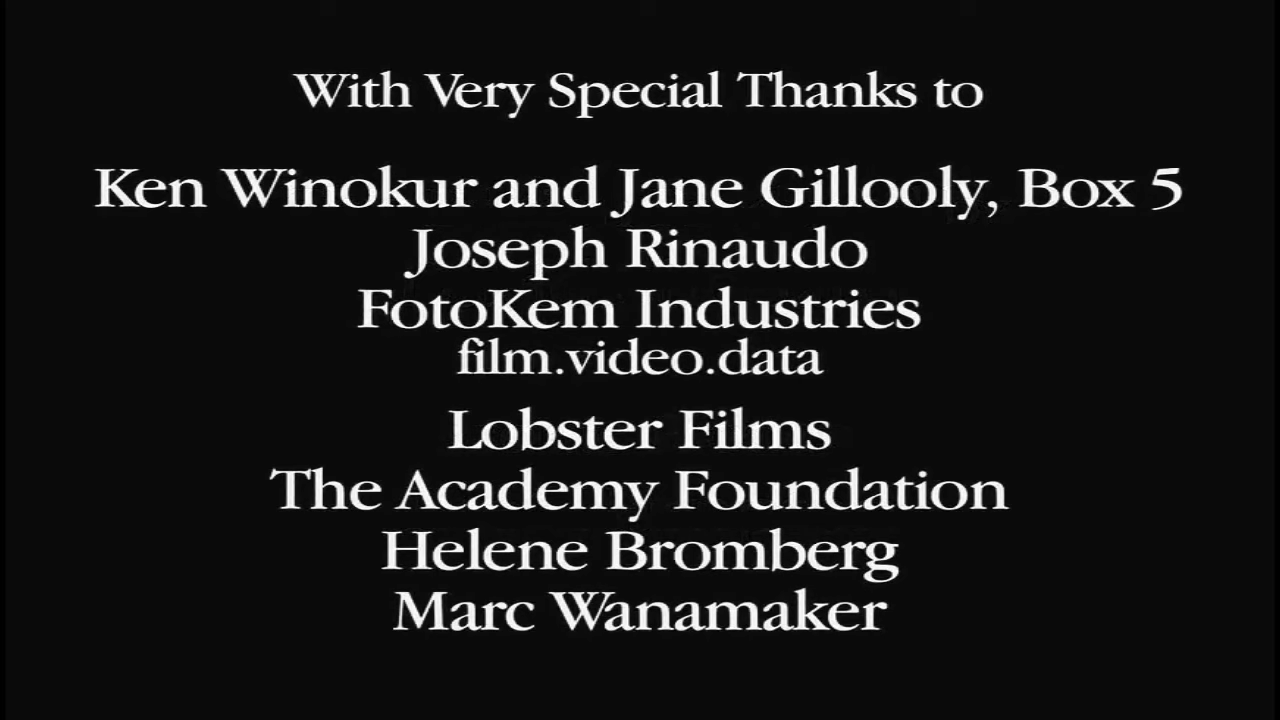 With Very Special Thanks to
Ken Winokur and Jane Gillooly, Box 5
Joseph Rinaudo
FotoKem Industries
film.video.data
Lobster Films
The Academy Foundation
Helene Bromberg
Marc Wanamaker